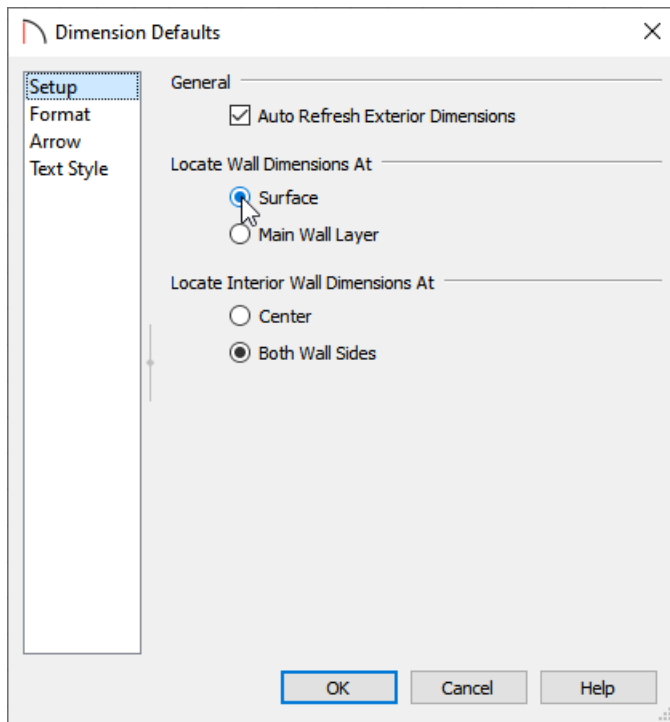 Dimension Defaults
Setup
Format
Arrow
Text Style
General
Auto Refresh Exterior Dimensions
Locate Wall Dimensions At
Surface
Main Wall Layer
Locate Interior Wall Dimensions At
Center
Both Wall Sides
OK Cancel Help